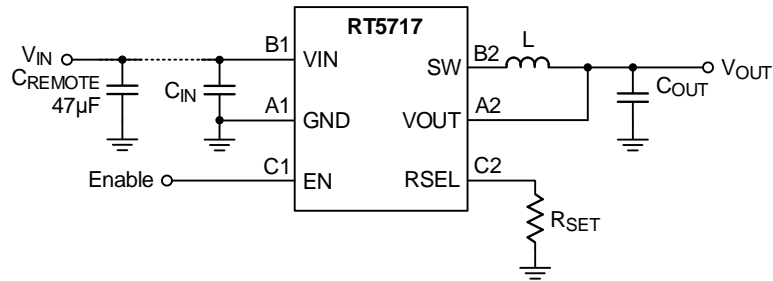 RT5717
VIN
B1
VIN
SW
B2
L
VOUT
CREMOTE
47µF
CIN
COUT
A1
GND
VOUT
A2
Enable
C1
EN
RSEL
C2
RSET